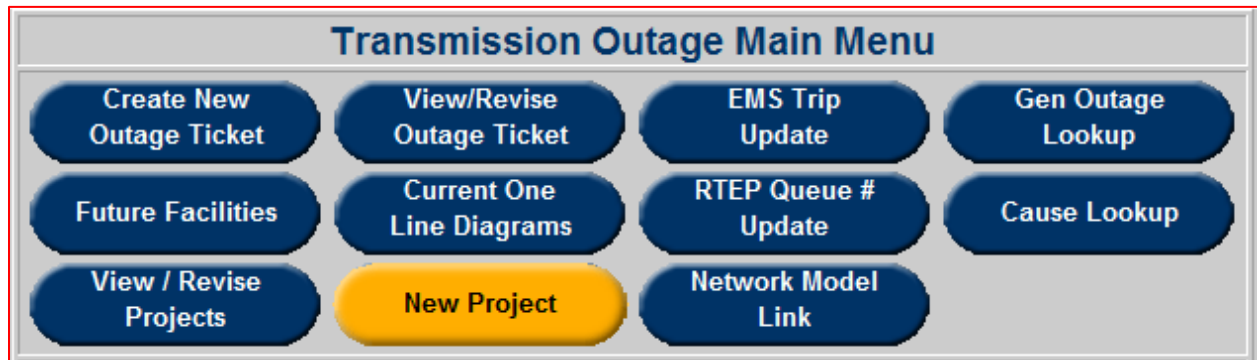 Transmission Outage Main Menu
Create New
Outage Ticket
View/Revise
Outage Ticket
EMS Trip
Update
Gen Outage
Lookup
Future Facilities
Current One
Line Diagrams
RTEP Queue #
Update
Cause Lookup
View / Revise
Projects
New Project
Network Model
Link